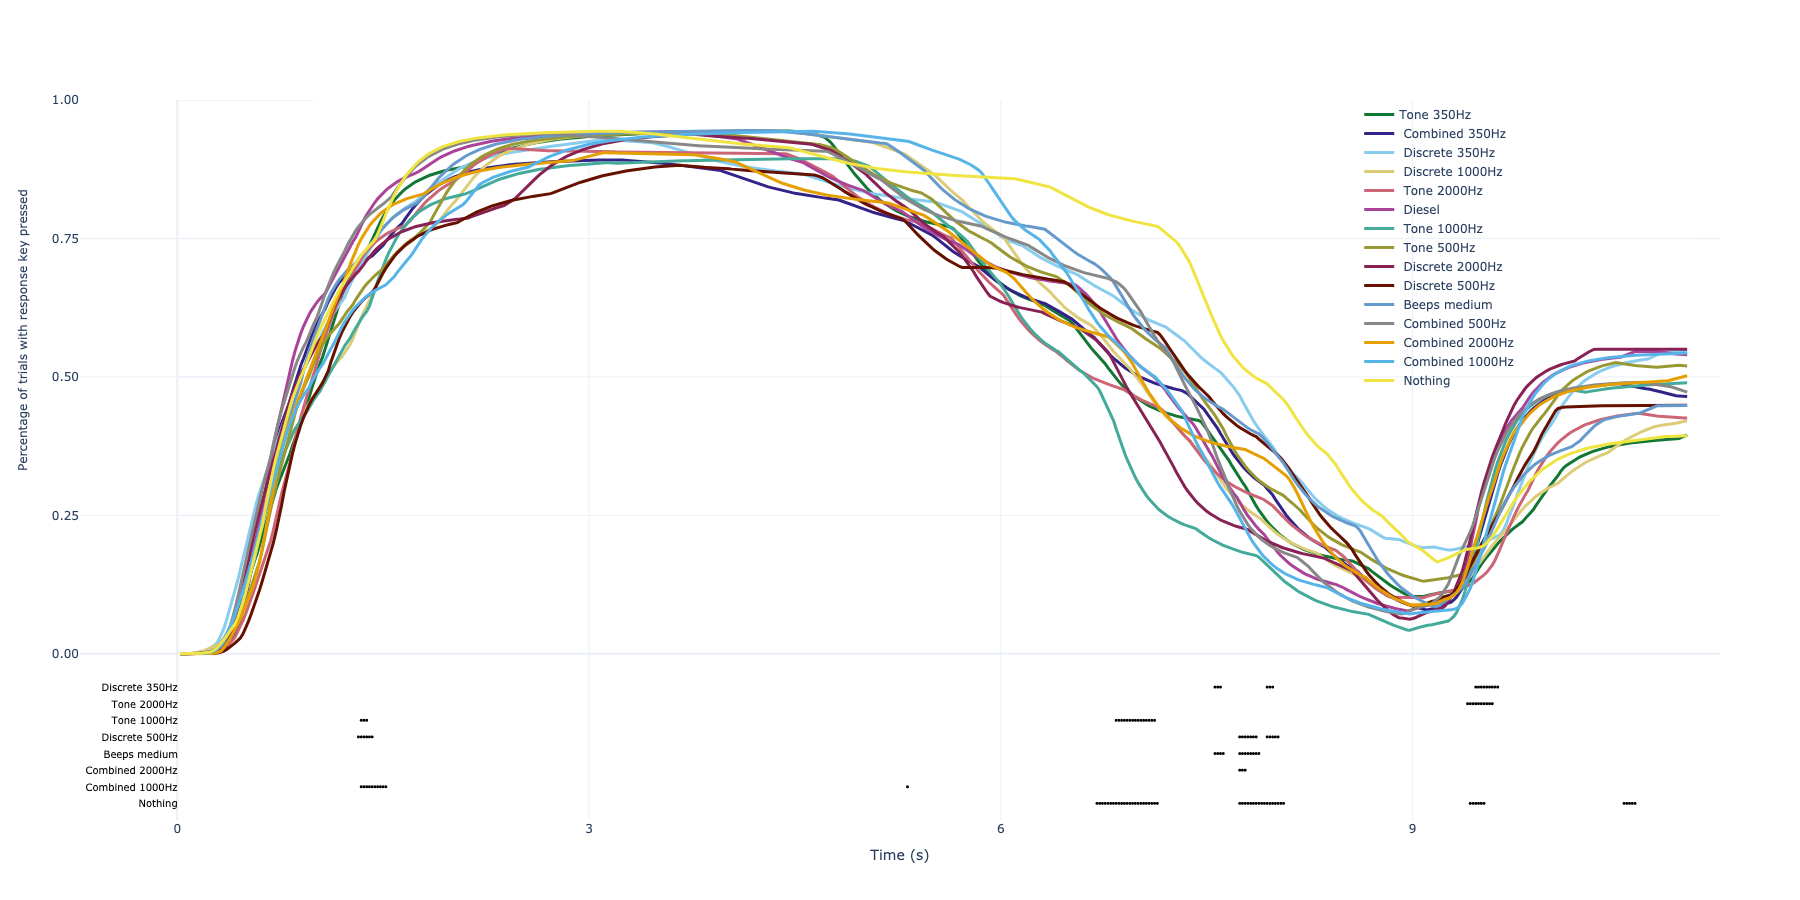 1.00
0.75
0.50
0.25
0.00
Percentage of trials with response key pressed
Tone 350Hz
Combined 350Hz
Discrete 350Hz
Discrete 1000Hz
Tone 2000Hz
Diesel
Tone 1000Hz
Tone 500Hz
Discrete 2000Hz
Discrete 500Hz
Beeps medium
Combined 500Hz
Combined 2000Hz
Combined 1000Hz
Nothing
Discrete 350Hz
Tone 2000Hz
Tone 1000Hz
Discrete 500Hz
Beeps medium
Combined 2000Hz
Combined 1000Hz
Nothing
0 3 6 9
Time (s)